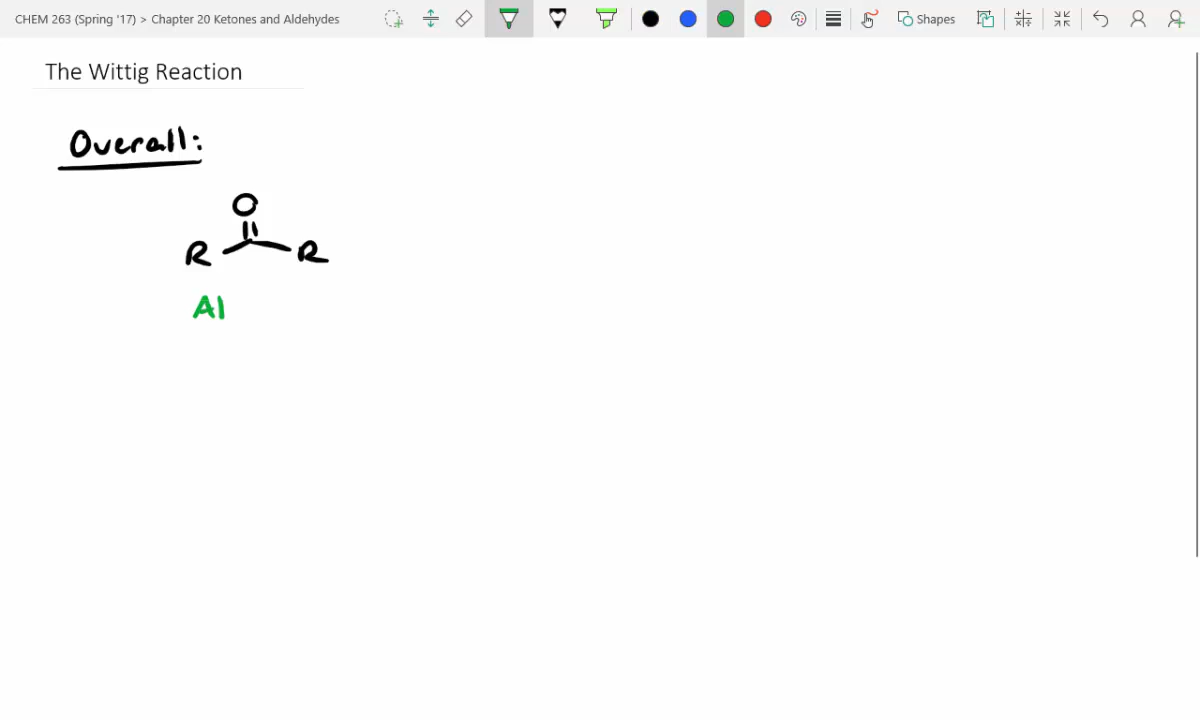 CHEM 263 (Spring '17) > Chapter 20 Ketones and Aldehydes
Shapes
The Wittig Reaction
Overall:
O
R R
Al